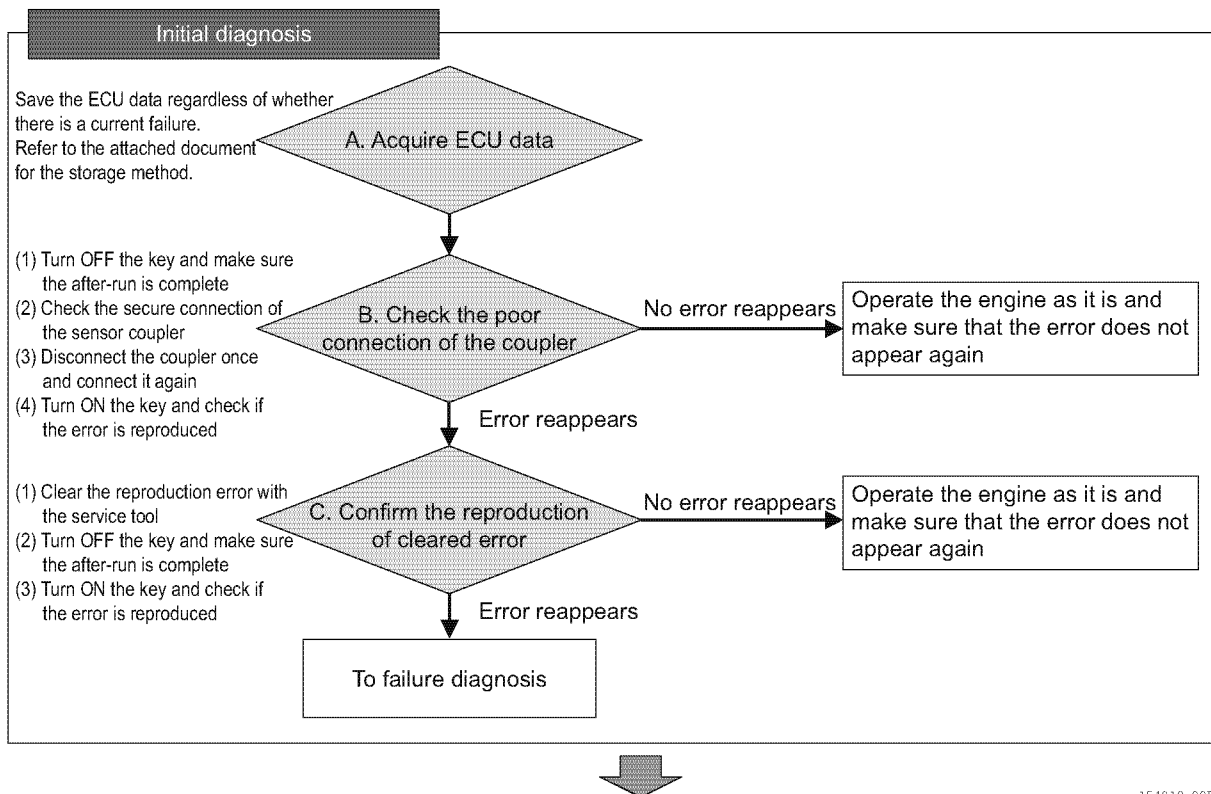 Initial diagnosis
Save the ECU data regardless of whether
there is a current failure.
Refer to the attached document
for the storage method.
A. Acquire ECU data
(1) Turn OFF the key and make sure
the after-run is complete
(2) Check the secure connection of
the sensor coupler
(3) Disconnect the coupler once
and connect it again
(4) Turn ON the key and check if
the error is reproduced
B. Check the poor
connection of the coupler
No error reappears
Operate the engine as it is and
make sure that the error does not
appear again
Error reappears
(1) Clear the reproduction error with
the service tool
(2) Turn OFF the key and make sure
the after-run is complete
(3) Turn ON the key and check if
the error is reproduced
C. Confirm the reproduction
of cleared error
No error reappears
Operate the engine as it is and
make sure that the error does not
appear again
Error reappears
To failure diagnosis